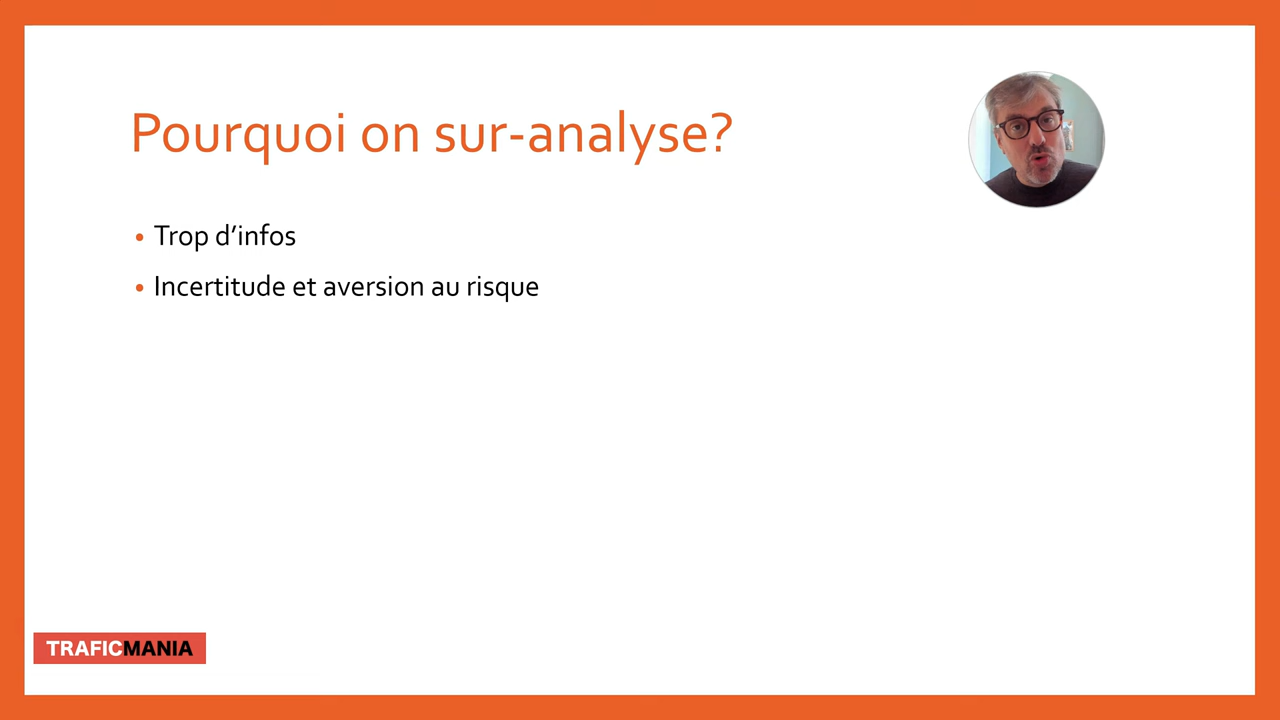 Pourquoi on sur-analyse?
• Trop d’infos
• Incertitude et aversion au risque
TRAFICMANIA